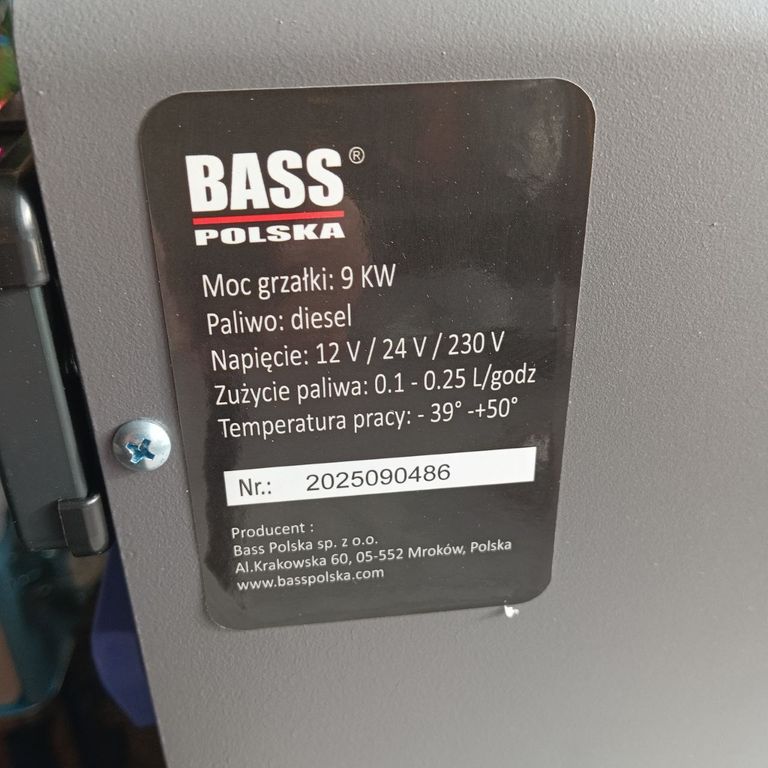 BASS®
POLSKA
Moc grzałki: 9 KW
Paliwo: diesel
Napięcie: 12 V / 24 V / 230 V
Zużycie paliwa: 0.1 - 0.25 L/godz
Temperatura pracy: - 39° -+50°
Nr.: 2025090486
Producent :
Bass Polska sp. z o.o.
Al.Krakowska 60, 05-552 Mroków, Polska
www.basspolska.com